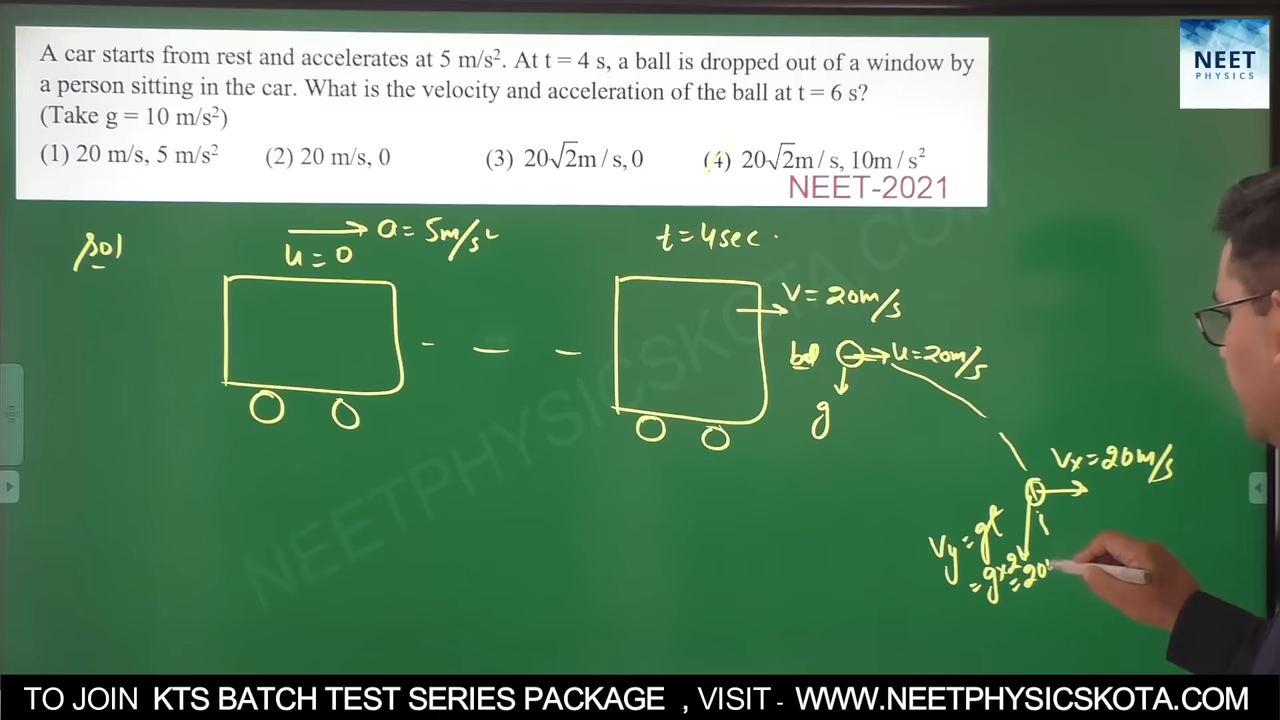 A car starts from rest and accelerates at 5 m/s². At t = 4 s, a ball is dropped out of a window by
a person sitting in the car. What is the velocity and acceleration of the ball at t = 6 s?
(Take g = 10 m/s²)
(1) 20 m/s, 5 m/s² (2) 20 m/s, 0 (3) 20√2m / s, 0 (4) 20√2m / s, 10m / s²
NEET-2021
NEET
PHYSICS
Sol
a = 5m/s²
u = 0
t = 4sec.
V = 20m/s
ball
u = 20m/s
g
Vx = 20m/s
Vy = gt
= g×2
= 20
NEETPHYSICSKOTA.COM
TO JOIN KTS BATCH TEST SERIES PACKAGE , VISIT - WWW.NEETPHYSICSKOTA.COM